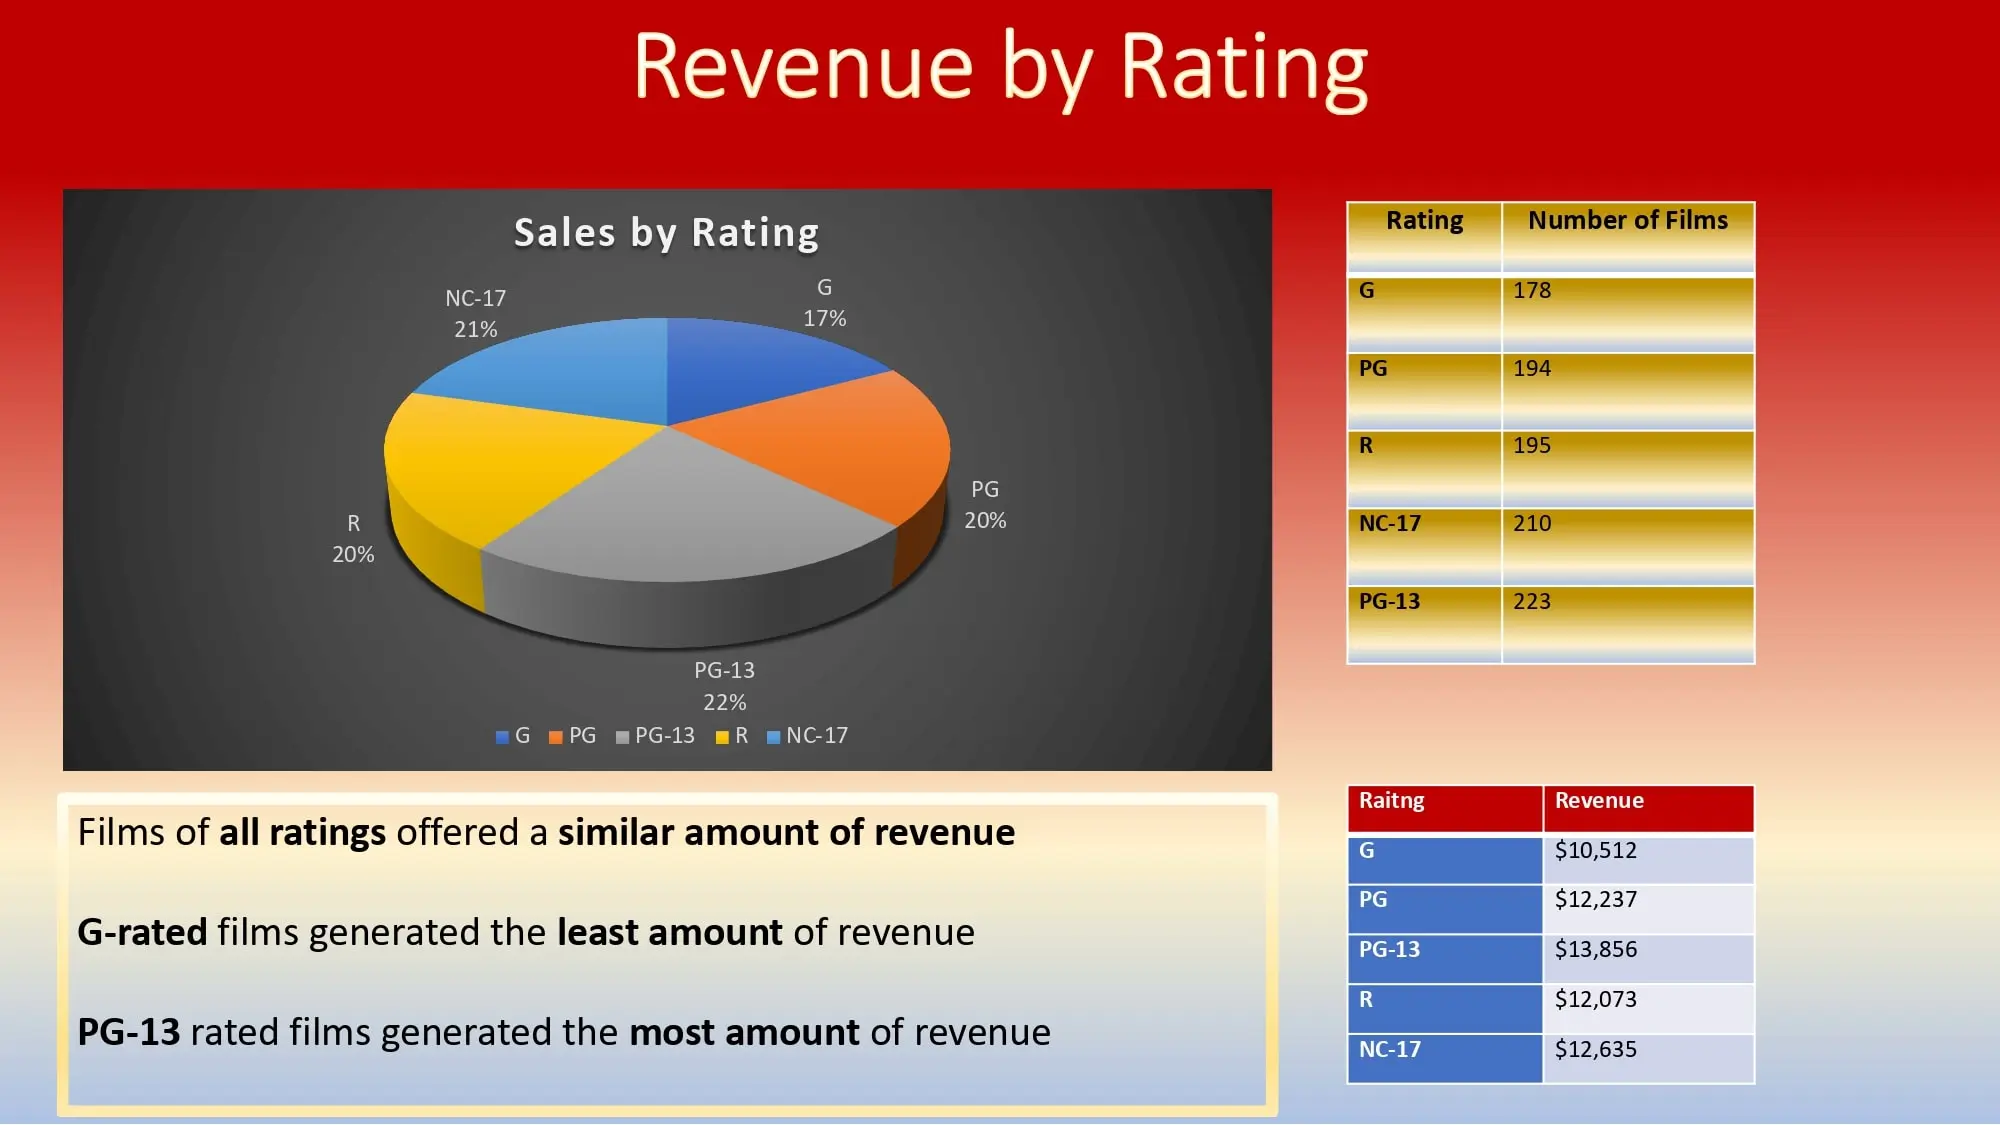 Revenue by Rating
Sales by Rating
NC-17
21%
G
17%
PG
20%
R
20%
PG-13
22%
G PG PG-13 R NC-17
Films of all ratings offered a similar amount of revenue
G-rated films generated the least amount of revenue
PG-13 rated films generated the most amount of revenue
Rating Number of Films
G 178
PG 194
R 195
NC-17 210
PG-13 223
Raitng Revenue
G $10,512
PG $12,237
PG-13 $13,856
R $12,073
NC-17 $12,635